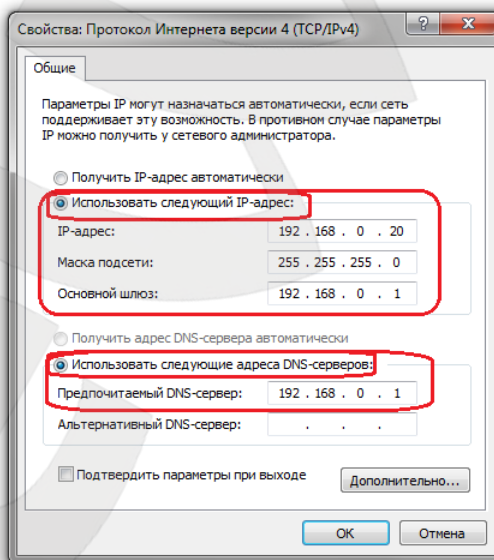 Свойства: Протокол Интернета версии 4 (TCP/IPv4)
Общие
Параметры IP могут назначаться автоматически, если сеть
поддерживает эту возможность. В противном случае параметры
IP можно получить у сетевого администратора.
Получить IP-адрес автоматически
Использовать следующий IP-адрес:
IP-адрес: 192 . 168 . 0 . 20
Маска подсети: 255 . 255 . 255 . 0
Основной шлюз: 192 . 168 . 0 . 1
Получить адрес DNS-сервера автоматически
Использовать следующие адреса DNS-серверов:
Предпочитаемый DNS-сервер: 192 . 168 . 0 . 1
Альтернативный DNS-сервер: . . .
Подтвердить параметры при выходе
Дополнительно...
ОК Отмена